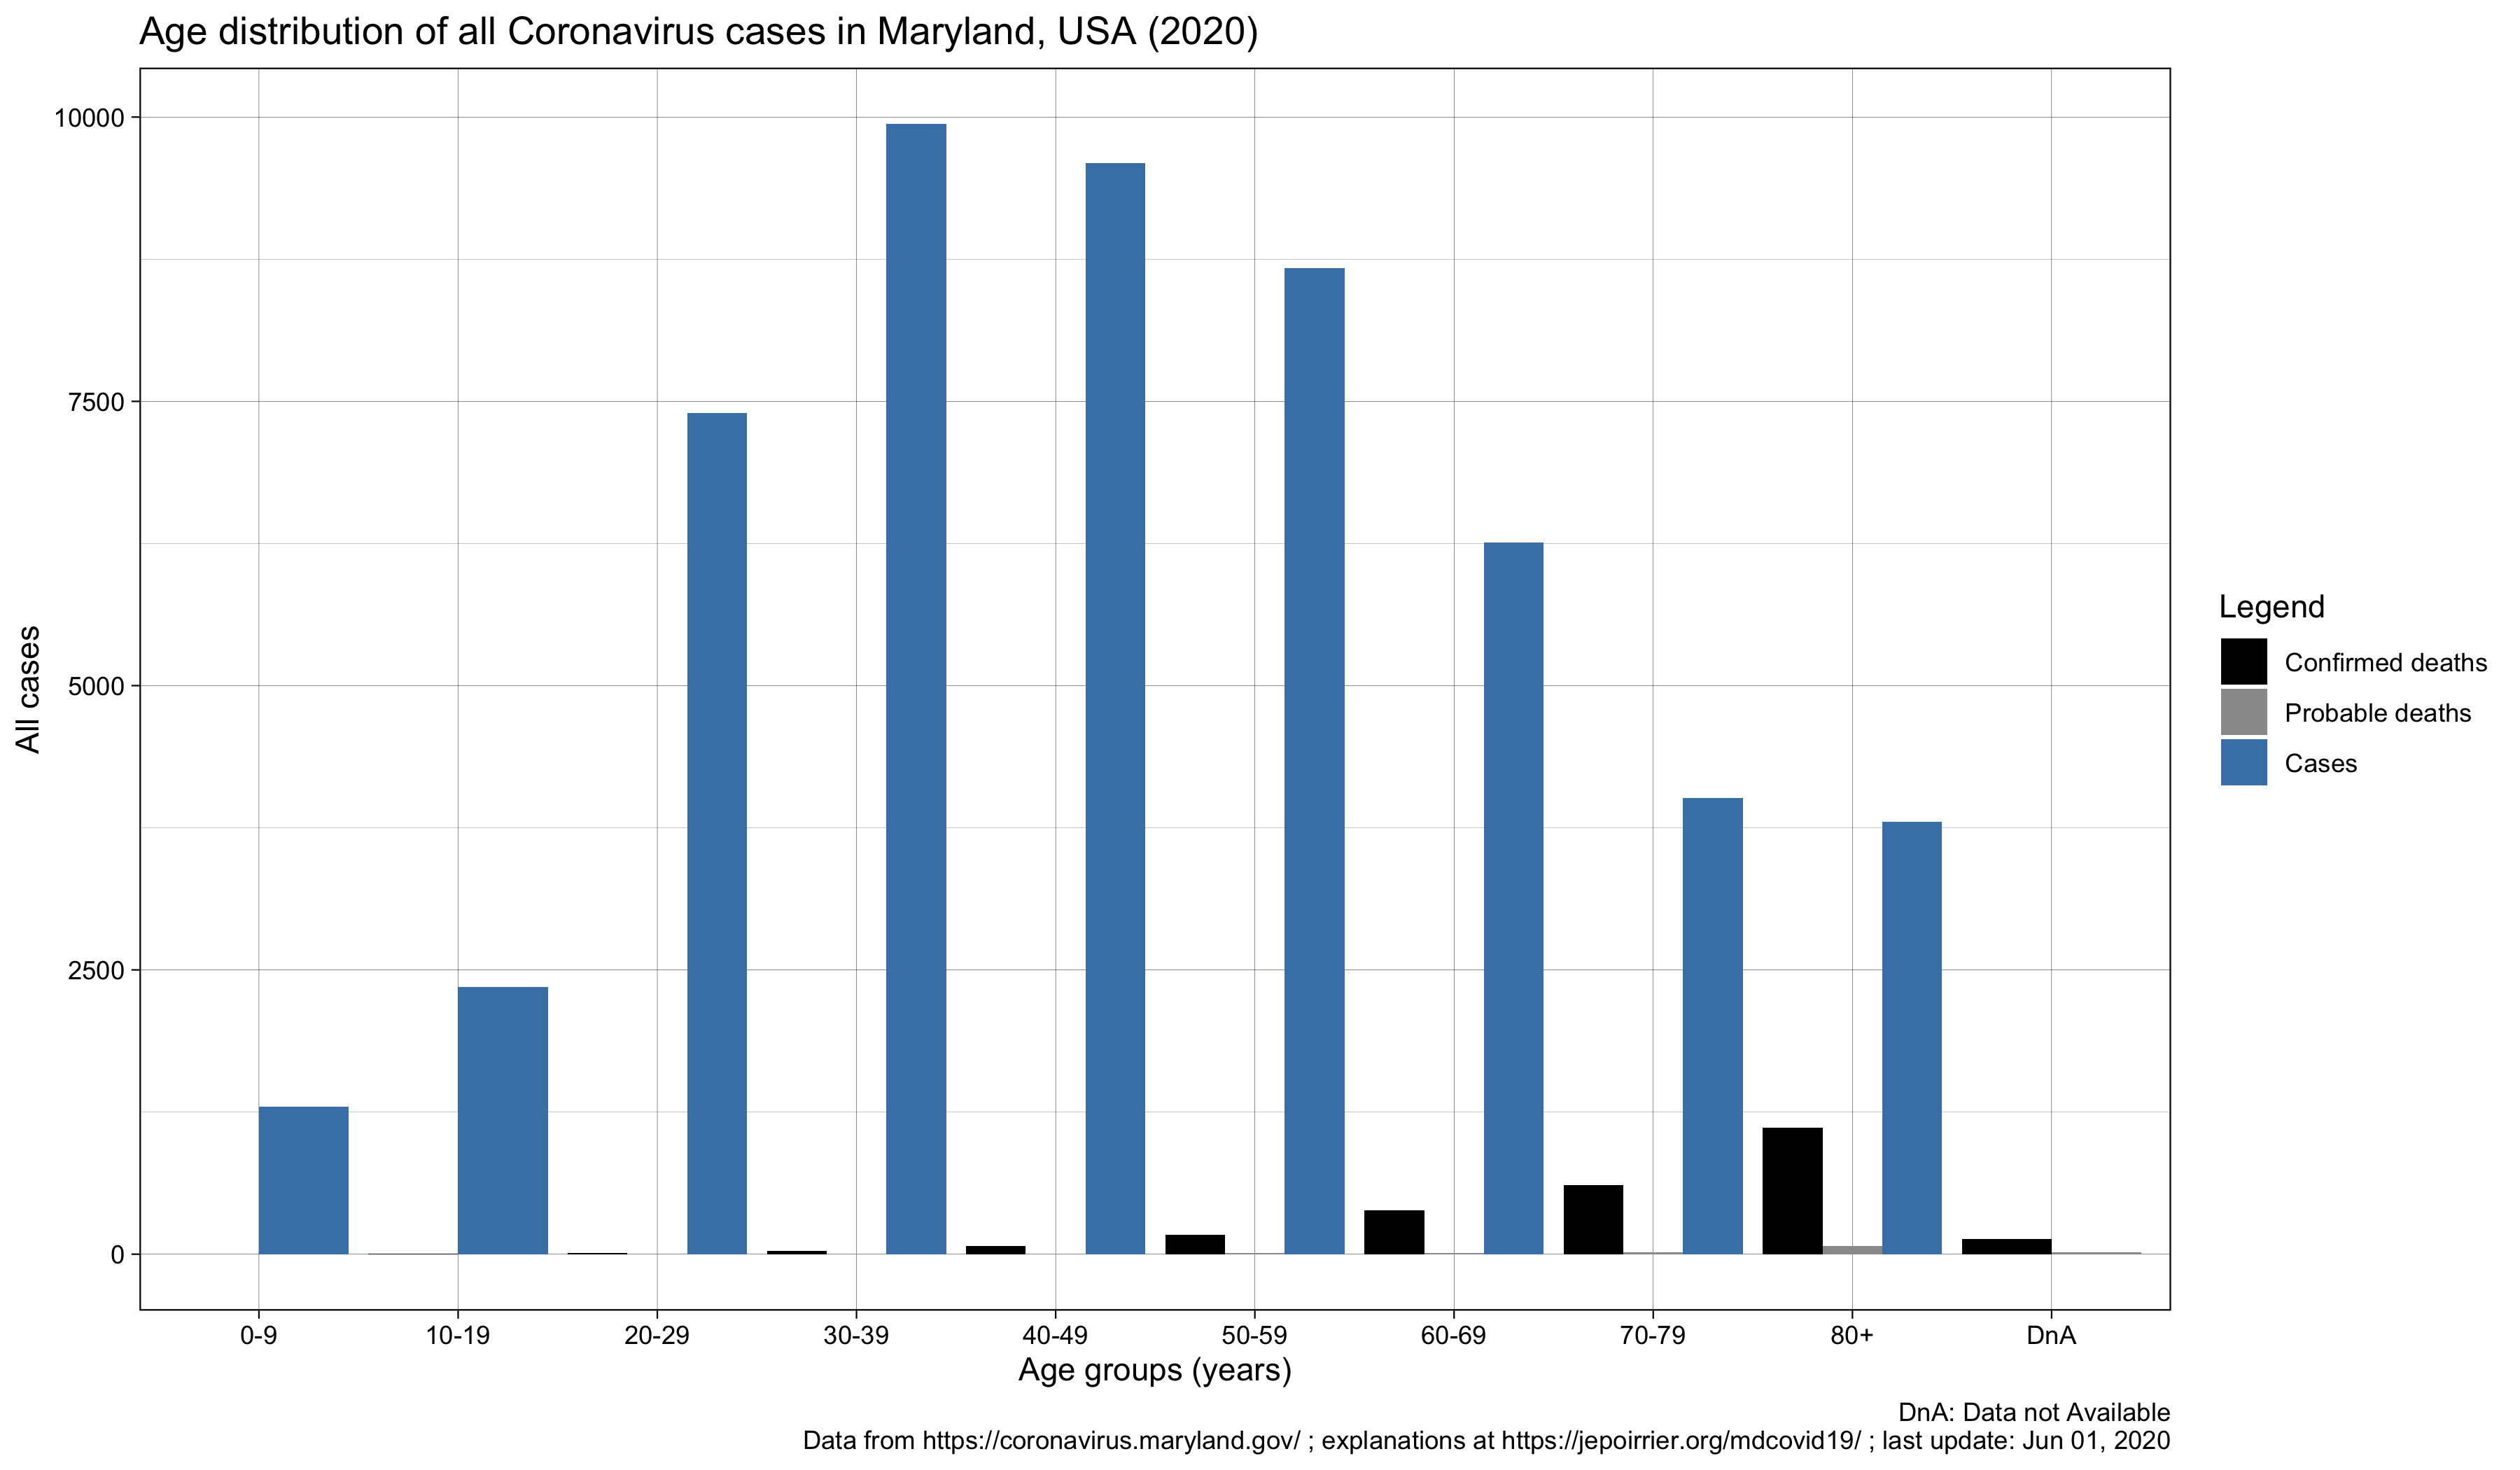 Age distribution of all Coronavirus cases in Maryland, USA (2020)
All cases
10000
7500
5000
2500
0
0-9
10-19
20-29
30-39
40-49
50-59
60-69
70-79
80+
DnA
Age groups (years)
Legend
Confirmed deaths
Probable deaths
Cases
DnA: Data not Available
Data from https://coronavirus.maryland.gov/ ; explanations at https://jepoirrier.org/mdcovid19/ ; last update: Jun 01, 2020